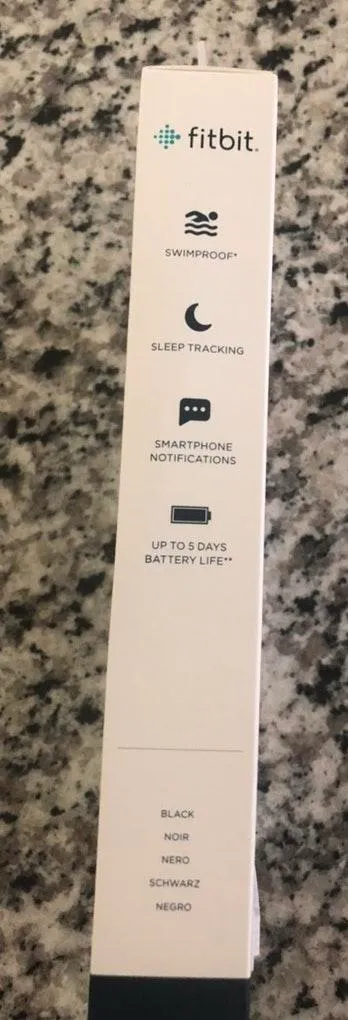 fitbit.
SWIMPROOF*
SLEEP TRACKING
SMARTPHONE
NOTIFICATIONS
UP TO 5 DAYS
BATTERY LIFE**
BLACK
NOIR
NERO
SCHWARZ
NEGRO